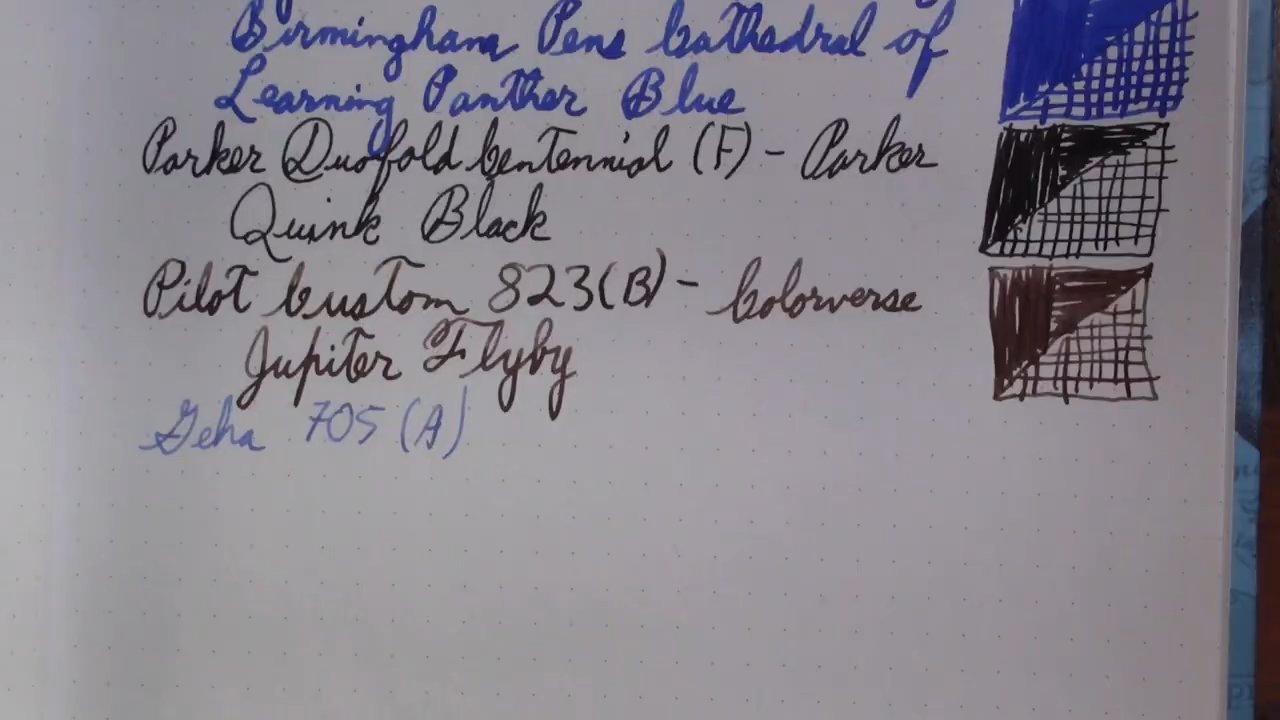 Birmingham Pens Cathedral of
Learning Panther Blue
Parker Duofold Centennial (F) - Parker
Quink Black
Pilot Custom 823 (B) - Colorverse
Jupiter Flyby
Geha 705 (A)